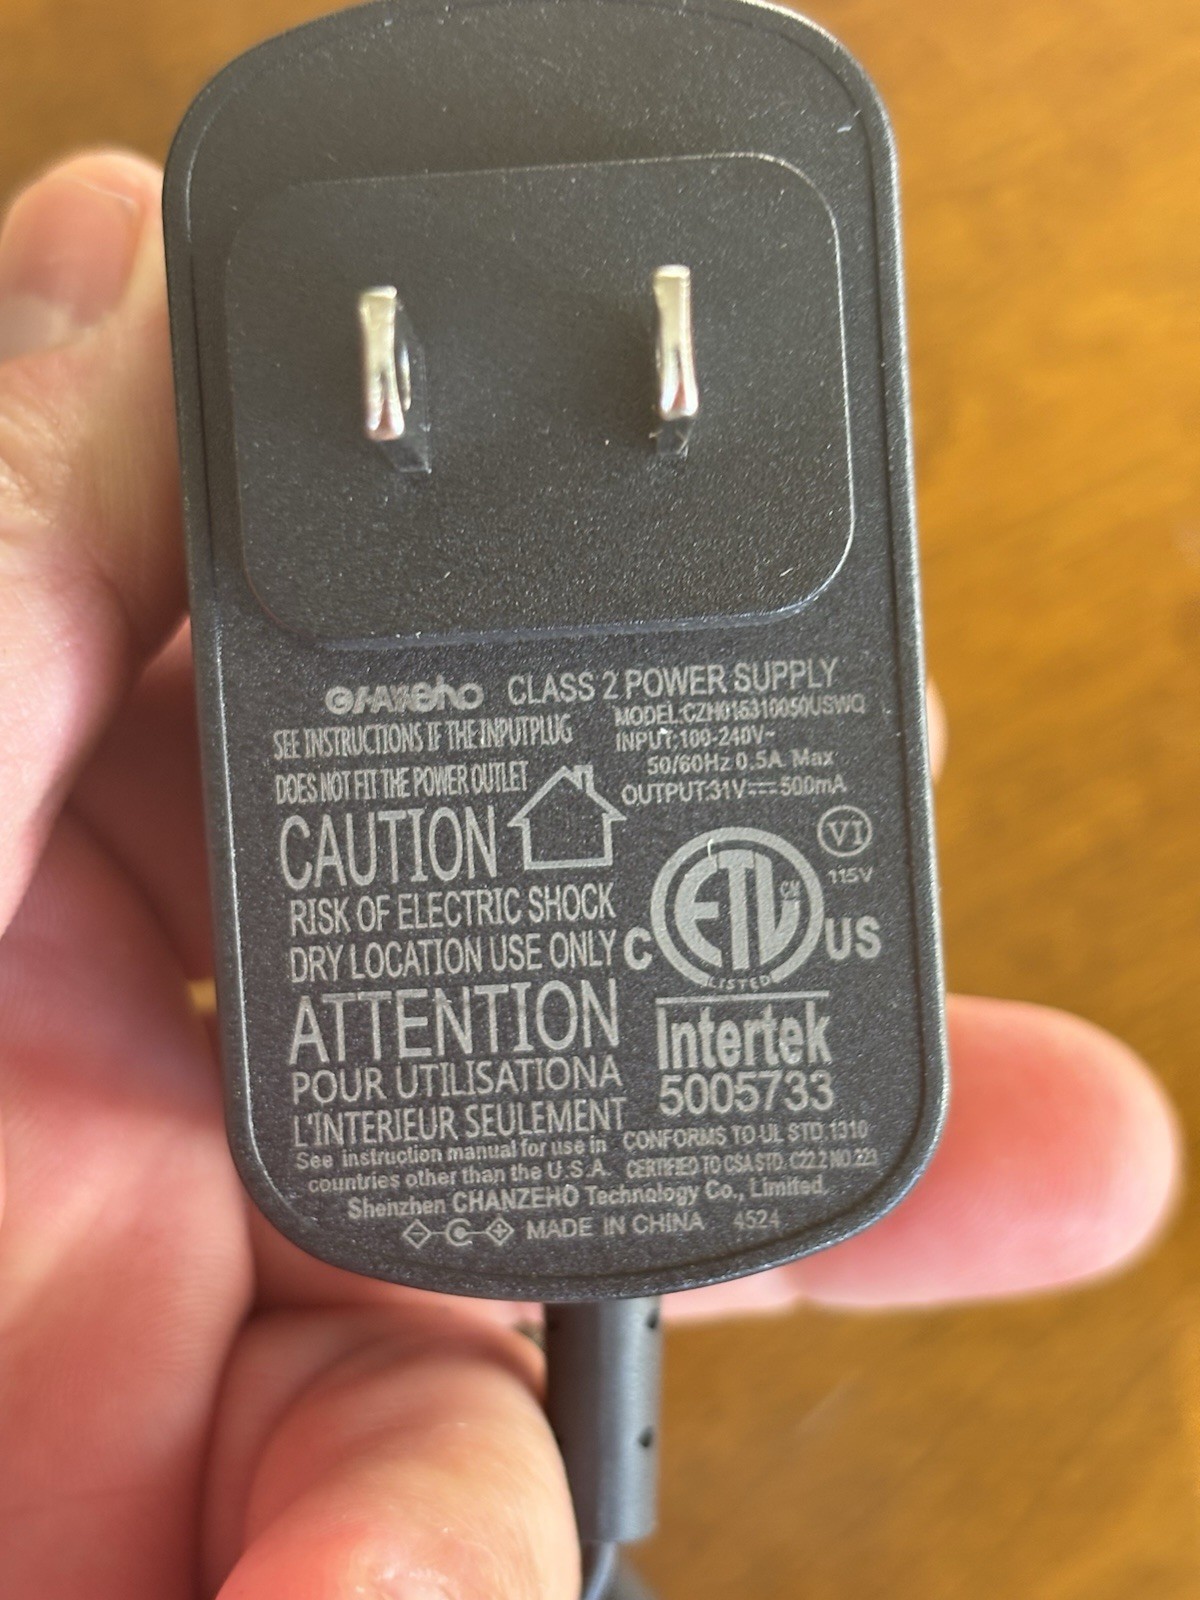 CHANZEHO CLASS 2 POWER SUPPLY
SEE INSTRUCTIONS IF THE INPUTPLUG
DOES NOT FIT THE POWER OUTLET
CAUTION
RISK OF ELECTRIC SHOCK
DRY LOCATION USE ONLY
ATTENTION
POUR UTILISATIONA
L'INTERIEUR SEULEMENT
See instruction manual for use in
countries other than the U.S.A.
MODEL:CZH016310050USWQ
INPUT:100-240V~
50/60Hz 0.5A Max
OUTPUT:31V⎓500mA
VI
115V
C ETL CM US
LISTED
Intertek
5005733
CONFORMS TO UL STD.1310
CERTIFIED TO CSA STD. C22.2 NO.223
Shenzhen CHANZEHO Technology Co., Limited.
- C + MADE IN CHINA 4524